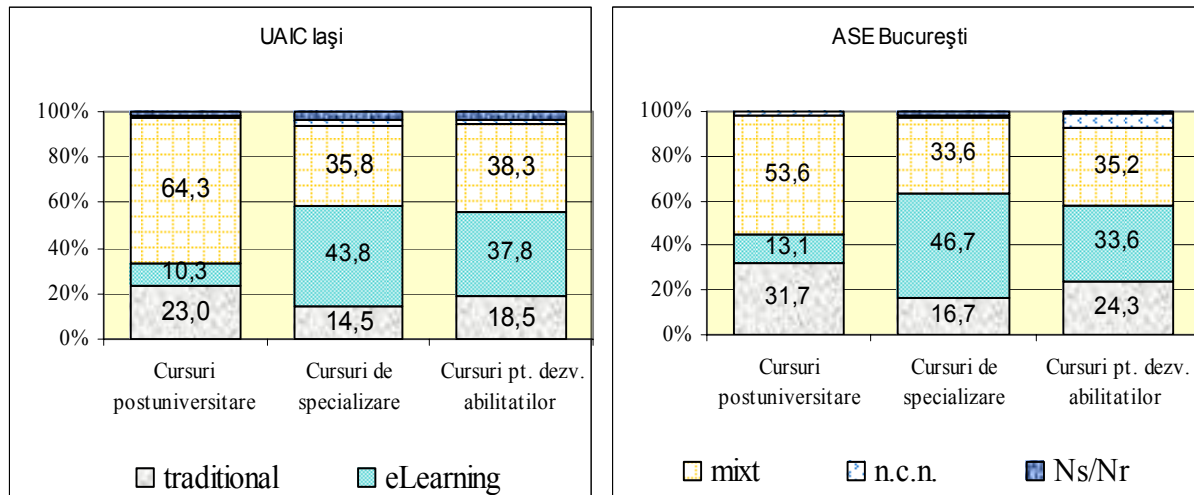 UAIC Iaşi
100%
80%
60%
40%
20%
0%
64,3
10,3
23,0
35,8
43,8
14,5
38,3
37,8
18,5
Cursuri
postuniversitare
Cursuri de
specializare
Cursuri pt. dezv.
abilitatilor
traditional
eLearning
ASE Bucureşti
100%
80%
60%
40%
20%
0%
53,6
13,1
31,7
33,6
46,7
16,7
35,2
33,6
24,3
Cursuri
postuniversitare
Cursuri de
specializare
Cursuri pt. dezv.
abilitatilor
mixt
n.c.n.
Ns/Nr